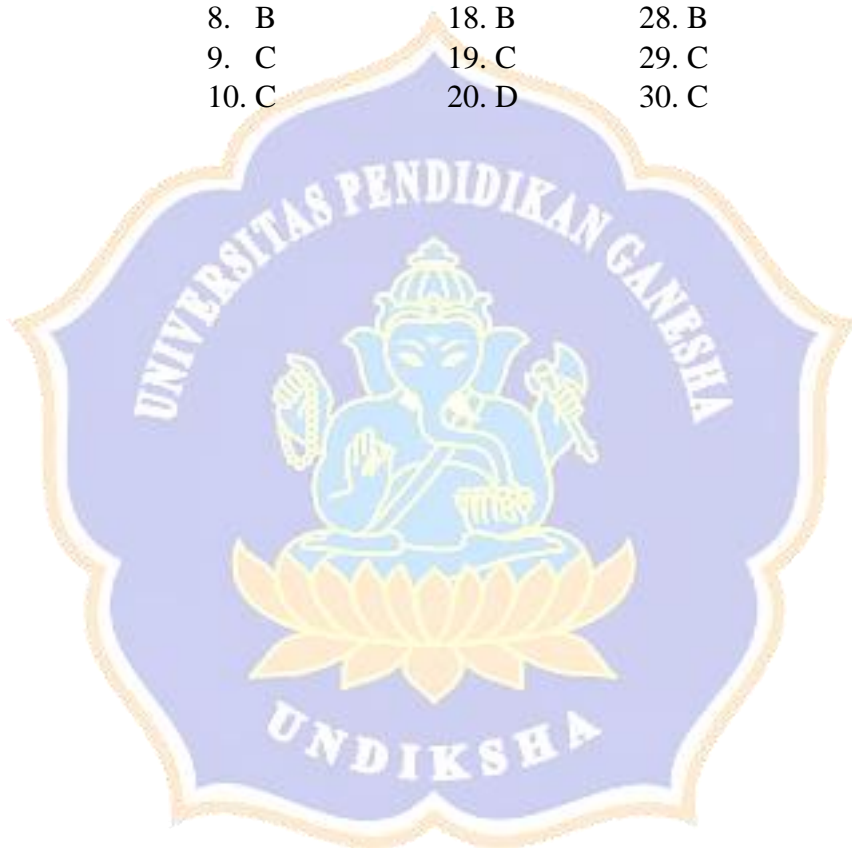 8. B 18. B 28. B
9. C 19. C 29. C
10. C 20. D 30. C
UNIVERSITAS PENDIDIKAN GANESHA
UNDIKSHA